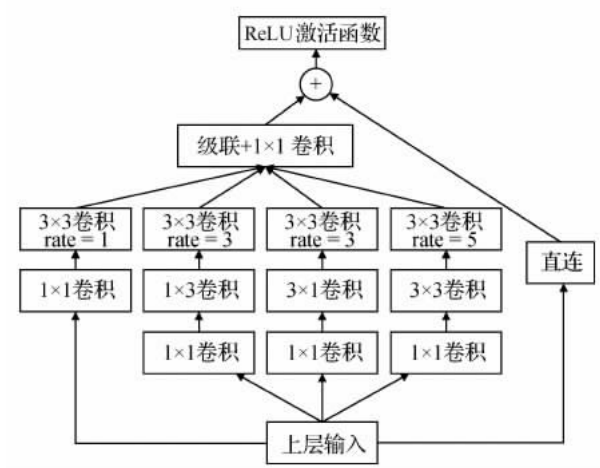 ReLU激活函数
+
级联+1×1 卷积
3×3卷积
rate = 1
3×3卷积
rate = 3
3×3卷积
rate = 3
3×3卷积
rate = 5
直连
1×1卷积
1×3卷积
3×1卷积
3×3卷积
1×1卷积
1×1卷积
1×1卷积
上层输入